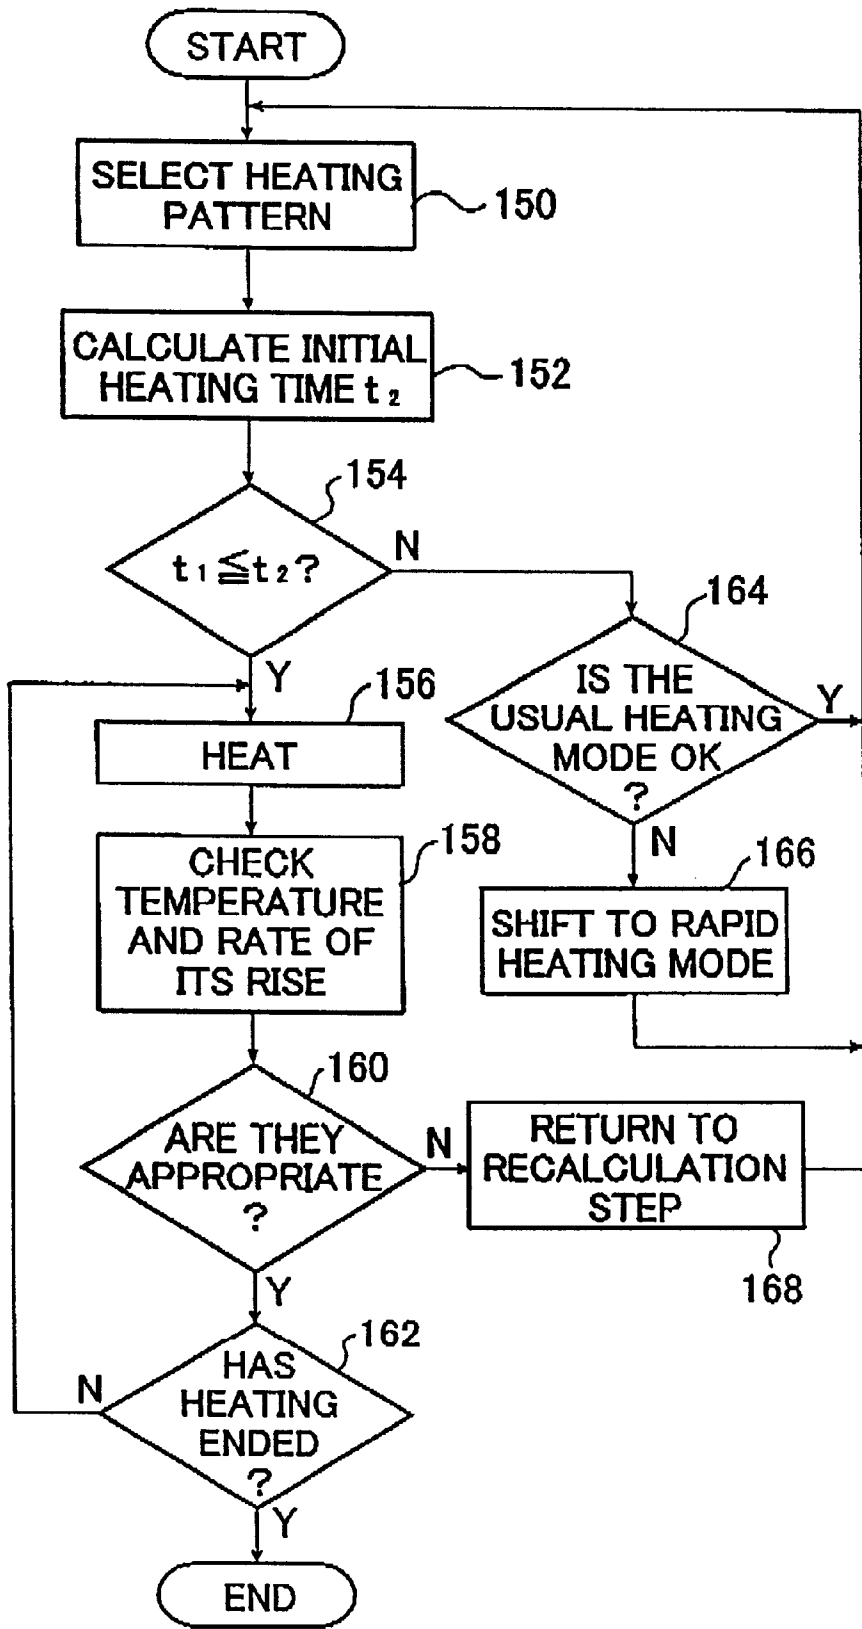 START
SELECT HEATING
PATTERN
150
CALCULATE INITIAL
HEATING TIME t₂
152
154
t₁≦t₂?
N
Y
164
IS THE
USUAL HEATING
MODE OK
?
Y
N
156
HEAT
158
CHECK
TEMPERATURE
AND RATE OF
ITS RISE
166
SHIFT TO RAPID
HEATING MODE
160
ARE THEY
APPROPRIATE
?
N
Y
RETURN TO
RECALCULATION
STEP
168
162
HAS
HEATING
ENDED
?
N
Y
END